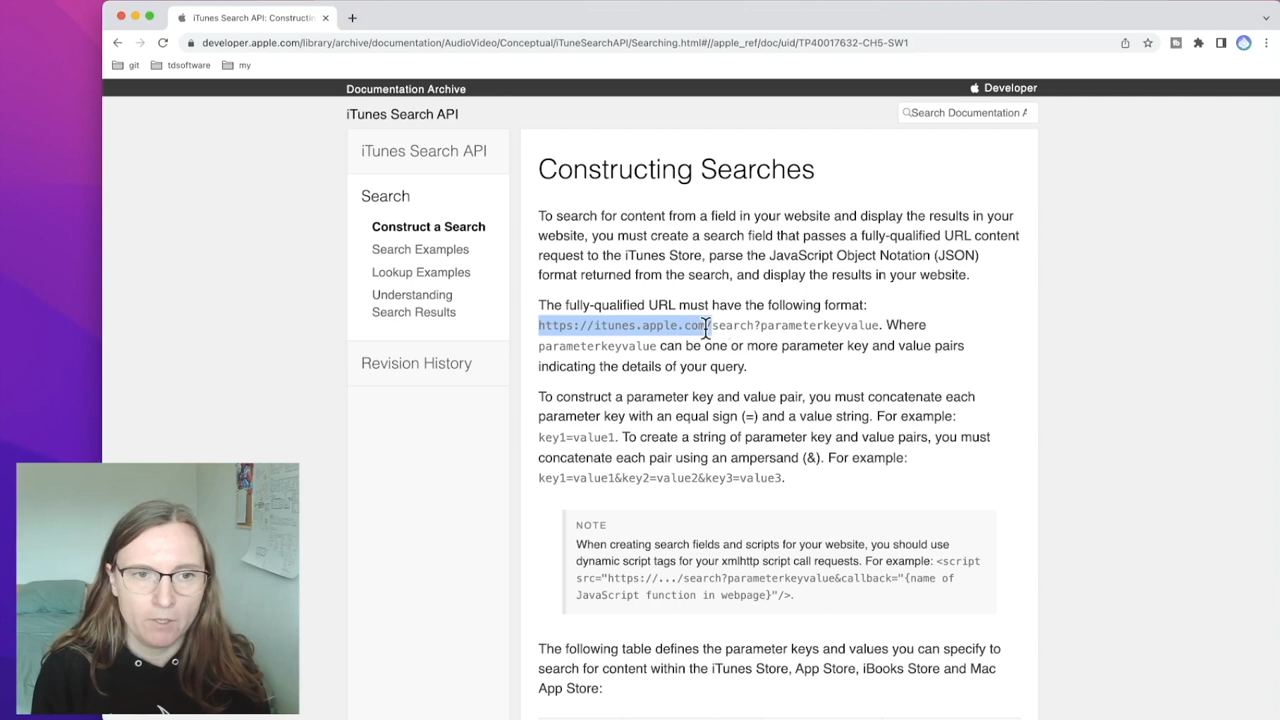 iTunes Search API: Constructin
developer.apple.com/library/archive/documentation/AudioVideo/Conceptual/iTuneSearchAPI/Searching.html#//apple_ref/doc/uid/TP40017632-CH5-SW1
git tdsoftware my
Documentation Archive
Developer
iTunes Search API
Search Documentation A
iTunes Search API
Search
Construct a Search
Search Examples
Lookup Examples
Understanding
Search Results
Revision History
Constructing Searches
To search for content from a field in your website and display the results in your
website, you must create a search field that passes a fully-qualified URL content
request to the iTunes Store, parse the JavaScript Object Notation (JSON)
format returned from the search, and display the results in your website.
The fully-qualified URL must have the following format:
https://itunes.apple.com/search?parameterkeyvalue. Where
parameterkeyvalue can be one or more parameter key and value pairs
indicating the details of your query.
To construct a parameter key and value pair, you must concatenate each
parameter key with an equal sign (=) and a value string. For example:
key1=value1. To create a string of parameter key and value pairs, you must
concatenate each pair using an ampersand (&). For example:
key1=value1&key2=value2&key3=value3.
NOTE
When creating search fields and scripts for your website, you should use
dynamic script tags for your xmlhttp script call requests. For example: <script
src="https://.../search?parameterkeyvalue&callback="{name of
JavaScript function in webpage}"/>.
The following table defines the parameter keys and values you can specify to
search for content within the iTunes Store, App Store, iBooks Store and Mac
App Store: